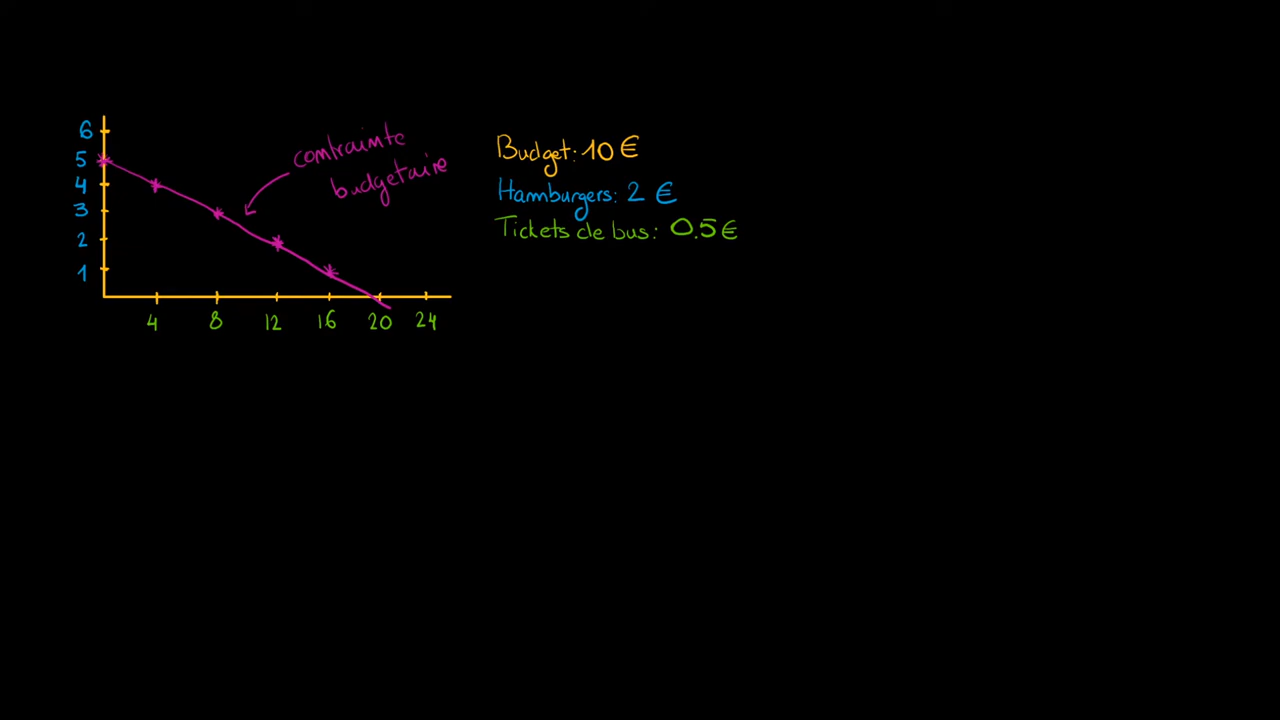 6
5
4
3
2
1
4 8 12 16 20 24
contrainte
budgetaire
Budget: 10 €
Hamburgers: 2 €
Tickets de bus: 0.5 €